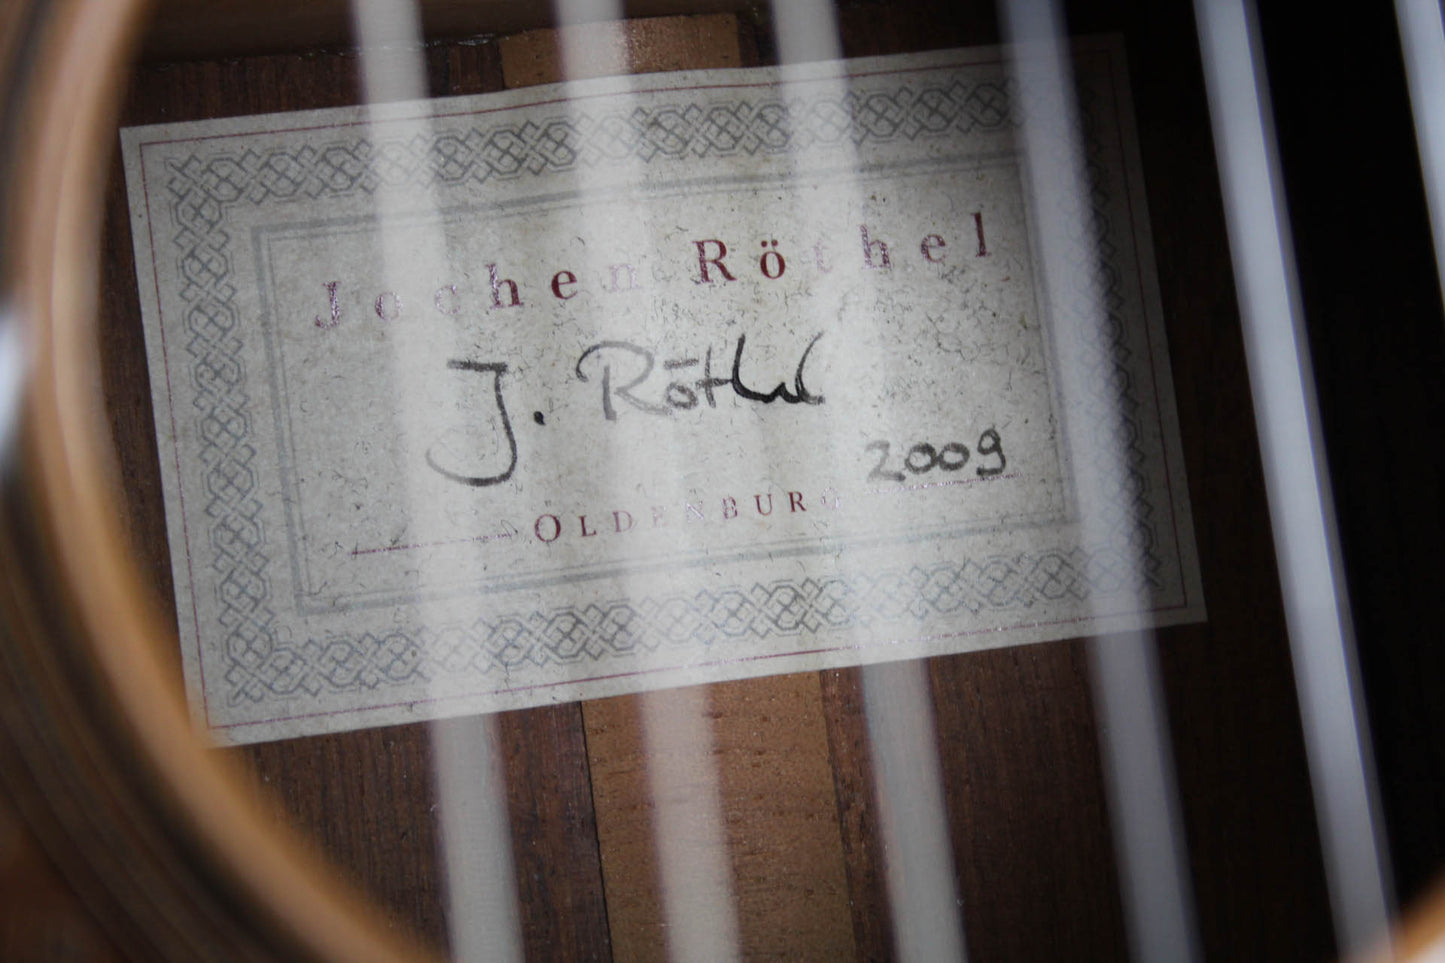 Jochen Röthel
J. Röthel
2009
OLDENBURG